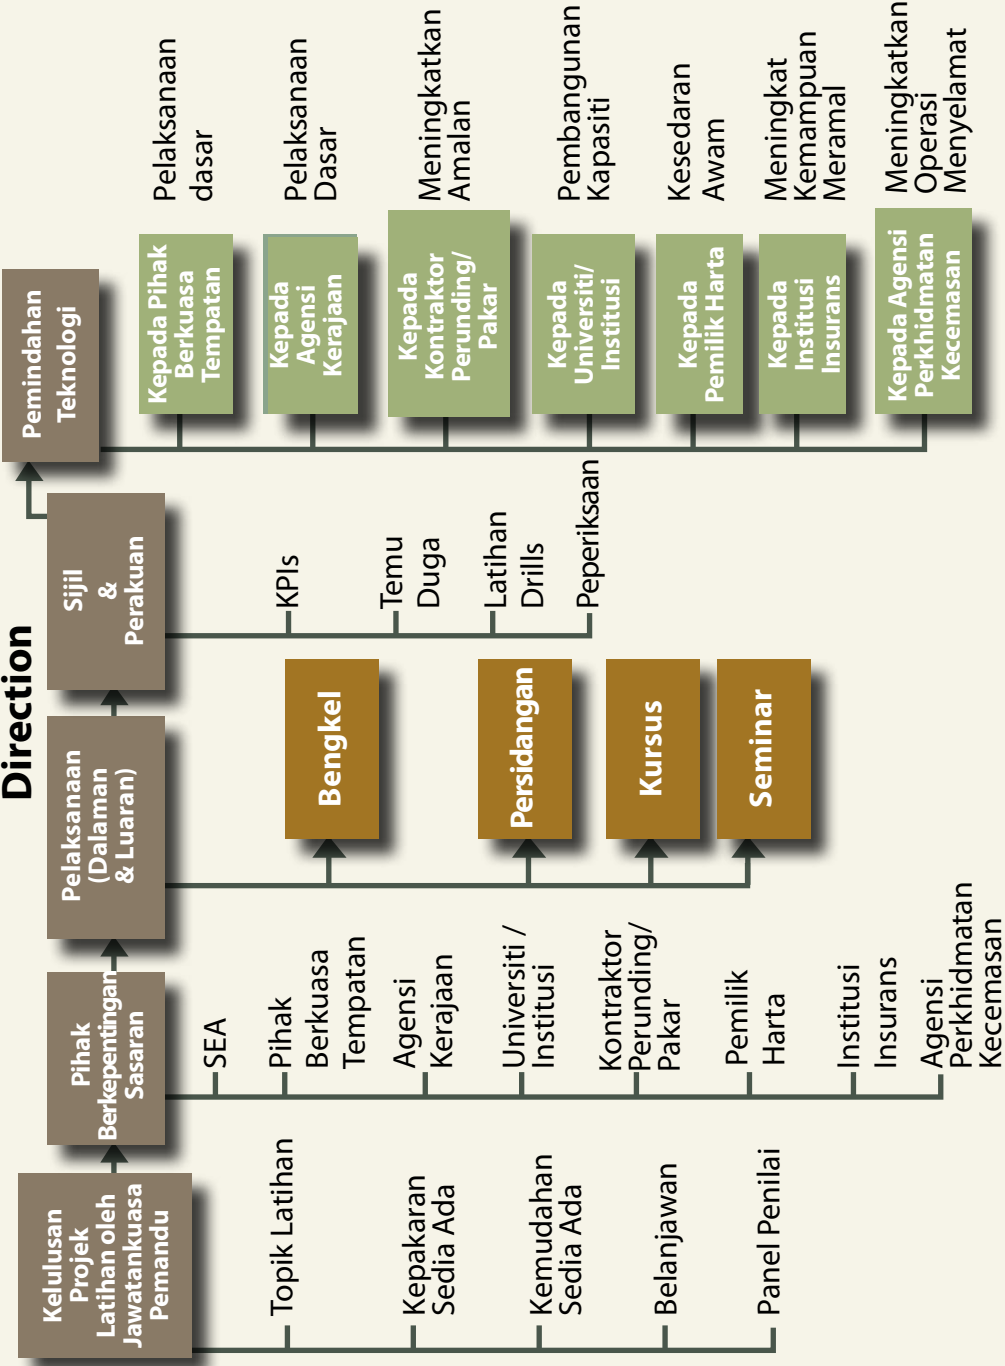 Direction
Kelulusan
Projek
Latihan oleh
Jawatankuasa
Pemandu
Topik Latihan
Kepakaran
Sedia Ada
Kemudahan
Sedia Ada
Belanjawan
Panel Penilai
Pihak
Berkepentingan
Sasaran
SEA
Pihak
Berkuasa
Tempatan
Agensi
Kerajaan
Universiti /
Institusi
Kontraktor
Perunding/
Pakar
Pemilik
Harta
Institusi
Insurans
Agensi
Perkhidmatan
Kecemasan
Pelaksanaan
(Dalaman
& Luaran)
Bengkel
Persidangan
Kursus
Seminar
Sijil
&
Perakuan
KPIs
Temu
Duga
Latihan
Drills
Peperiksaan
Pemindahan
Teknologi
Kepada Pihak
Berkuasa
Tempatan
Pelaksanaan
dasar
Kepada
Agensi
Kerajaan
Pelaksanaan
Dasar
Kepada
Kontraktor
Perunding/
Pakar
Meningkatkan
Amalan
Kepada
Universiti/
Institusi
Pembangunan
Kapasiti
Kepada
Pemilik Harta
Kesedaran
Awam
Kepada
Institusi
Insurans
Meningkat
Kemampuan
Meramal
Kepada Agensi
Perkhidmatan
Kecemasan
Meningkatkan
Operasi
Menyelamat